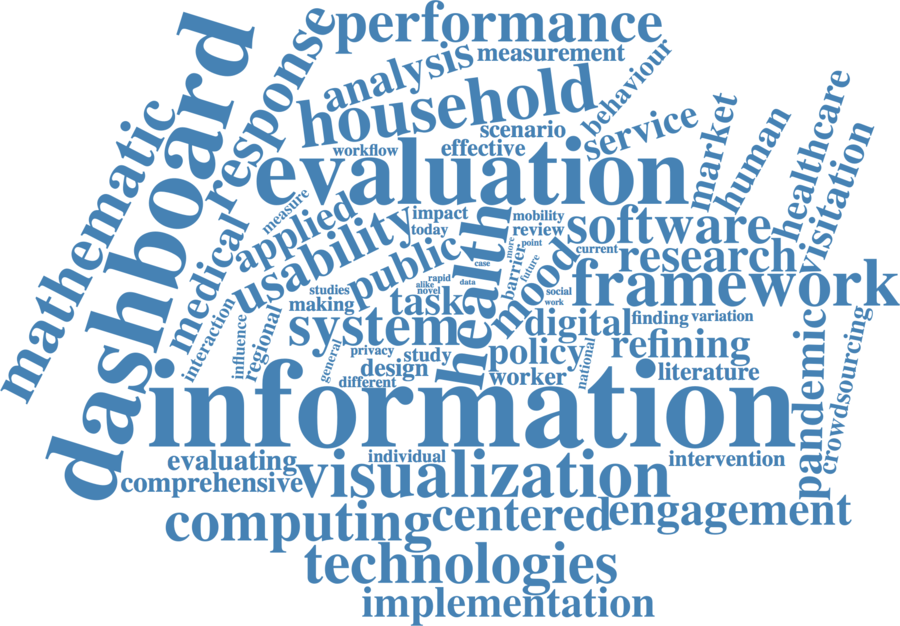 performance
measurement
analysis
behaviour
household
response
dashboard
mathematic
scenario
effective
workflow
service
market
human
healthcare
visitation
evaluation
measure
applied
medical
usability
impact
today
public
health
mobility
review
more
point
software
current
research
framework
mood
barrier
future
case
data
rapid
alike
novel
studies
making
task
system
social
work
digital
finding
variation
interaction
influence
regional
general
privacy
study
design
different
policy
worker
national
refining
literature
pandemic
crowdsourcing
information
evaluating
individual
intervention
comprehensive
visualization
computing
centered
engagement
technologies
implementation